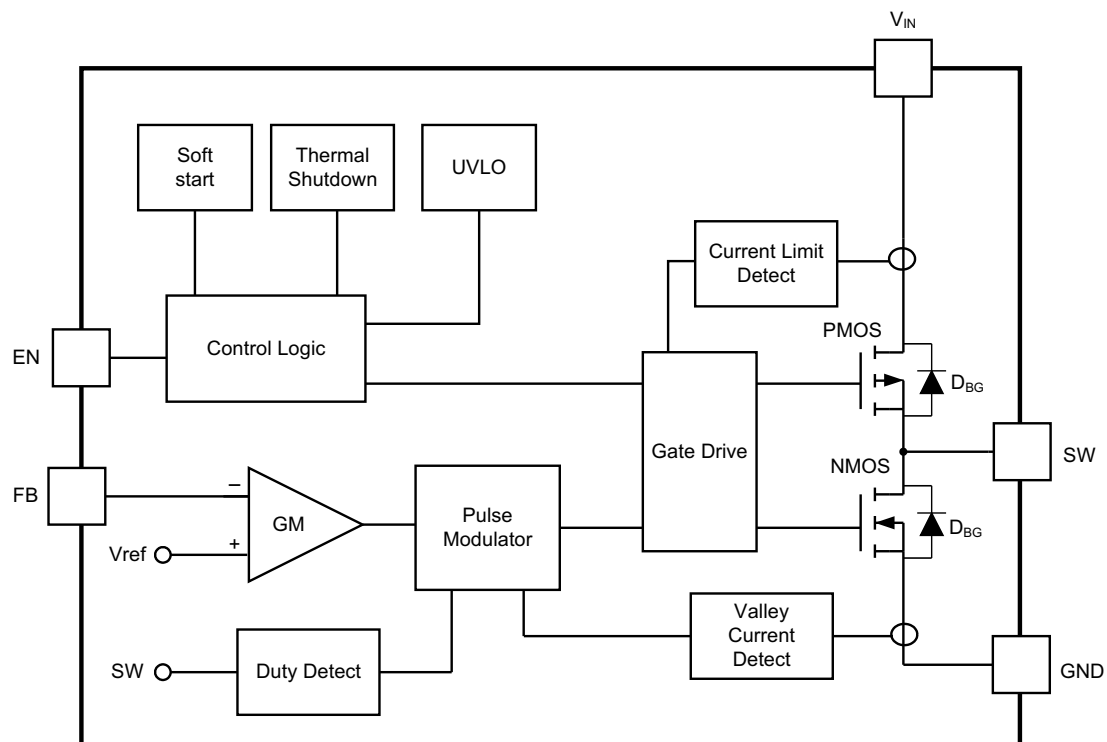 V_IN
Soft
start
Thermal
Shutdown
UVLO
Current Limit
Detect
PMOS
EN
Control Logic
D_BG
Gate Drive
SW
NMOS
FB
−
GM
Pulse
Modulator
D_BG
Vref
+
Valley
Current
Detect
SW
Duty Detect
GND